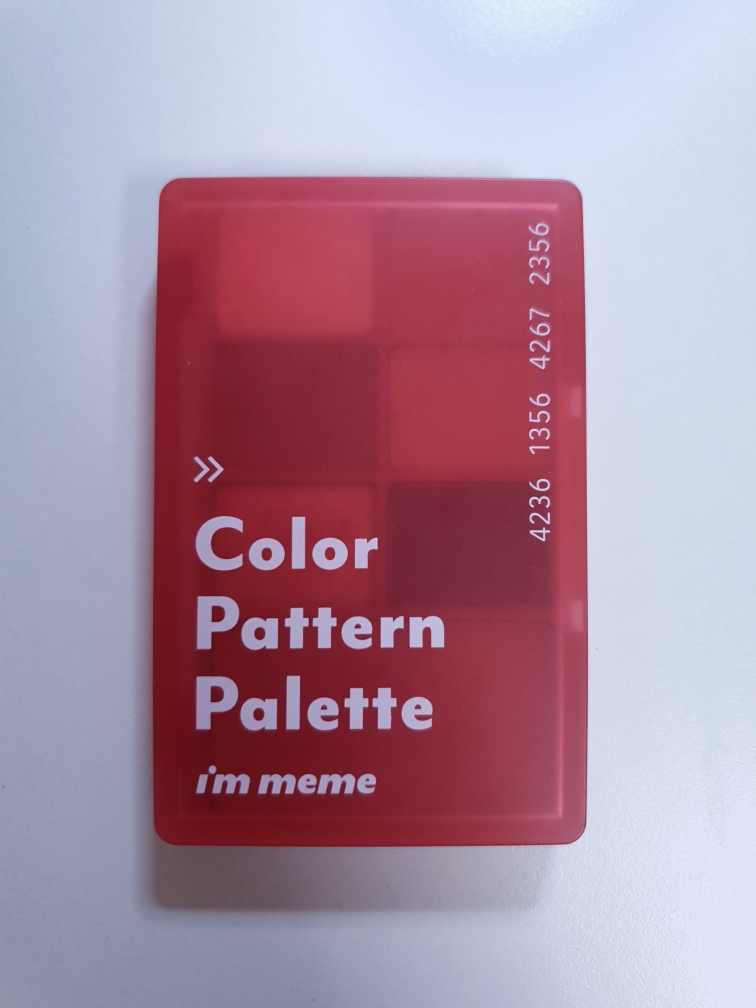 4236 1356 4267 2356
»
Color
Pattern
Palette
i'm meme